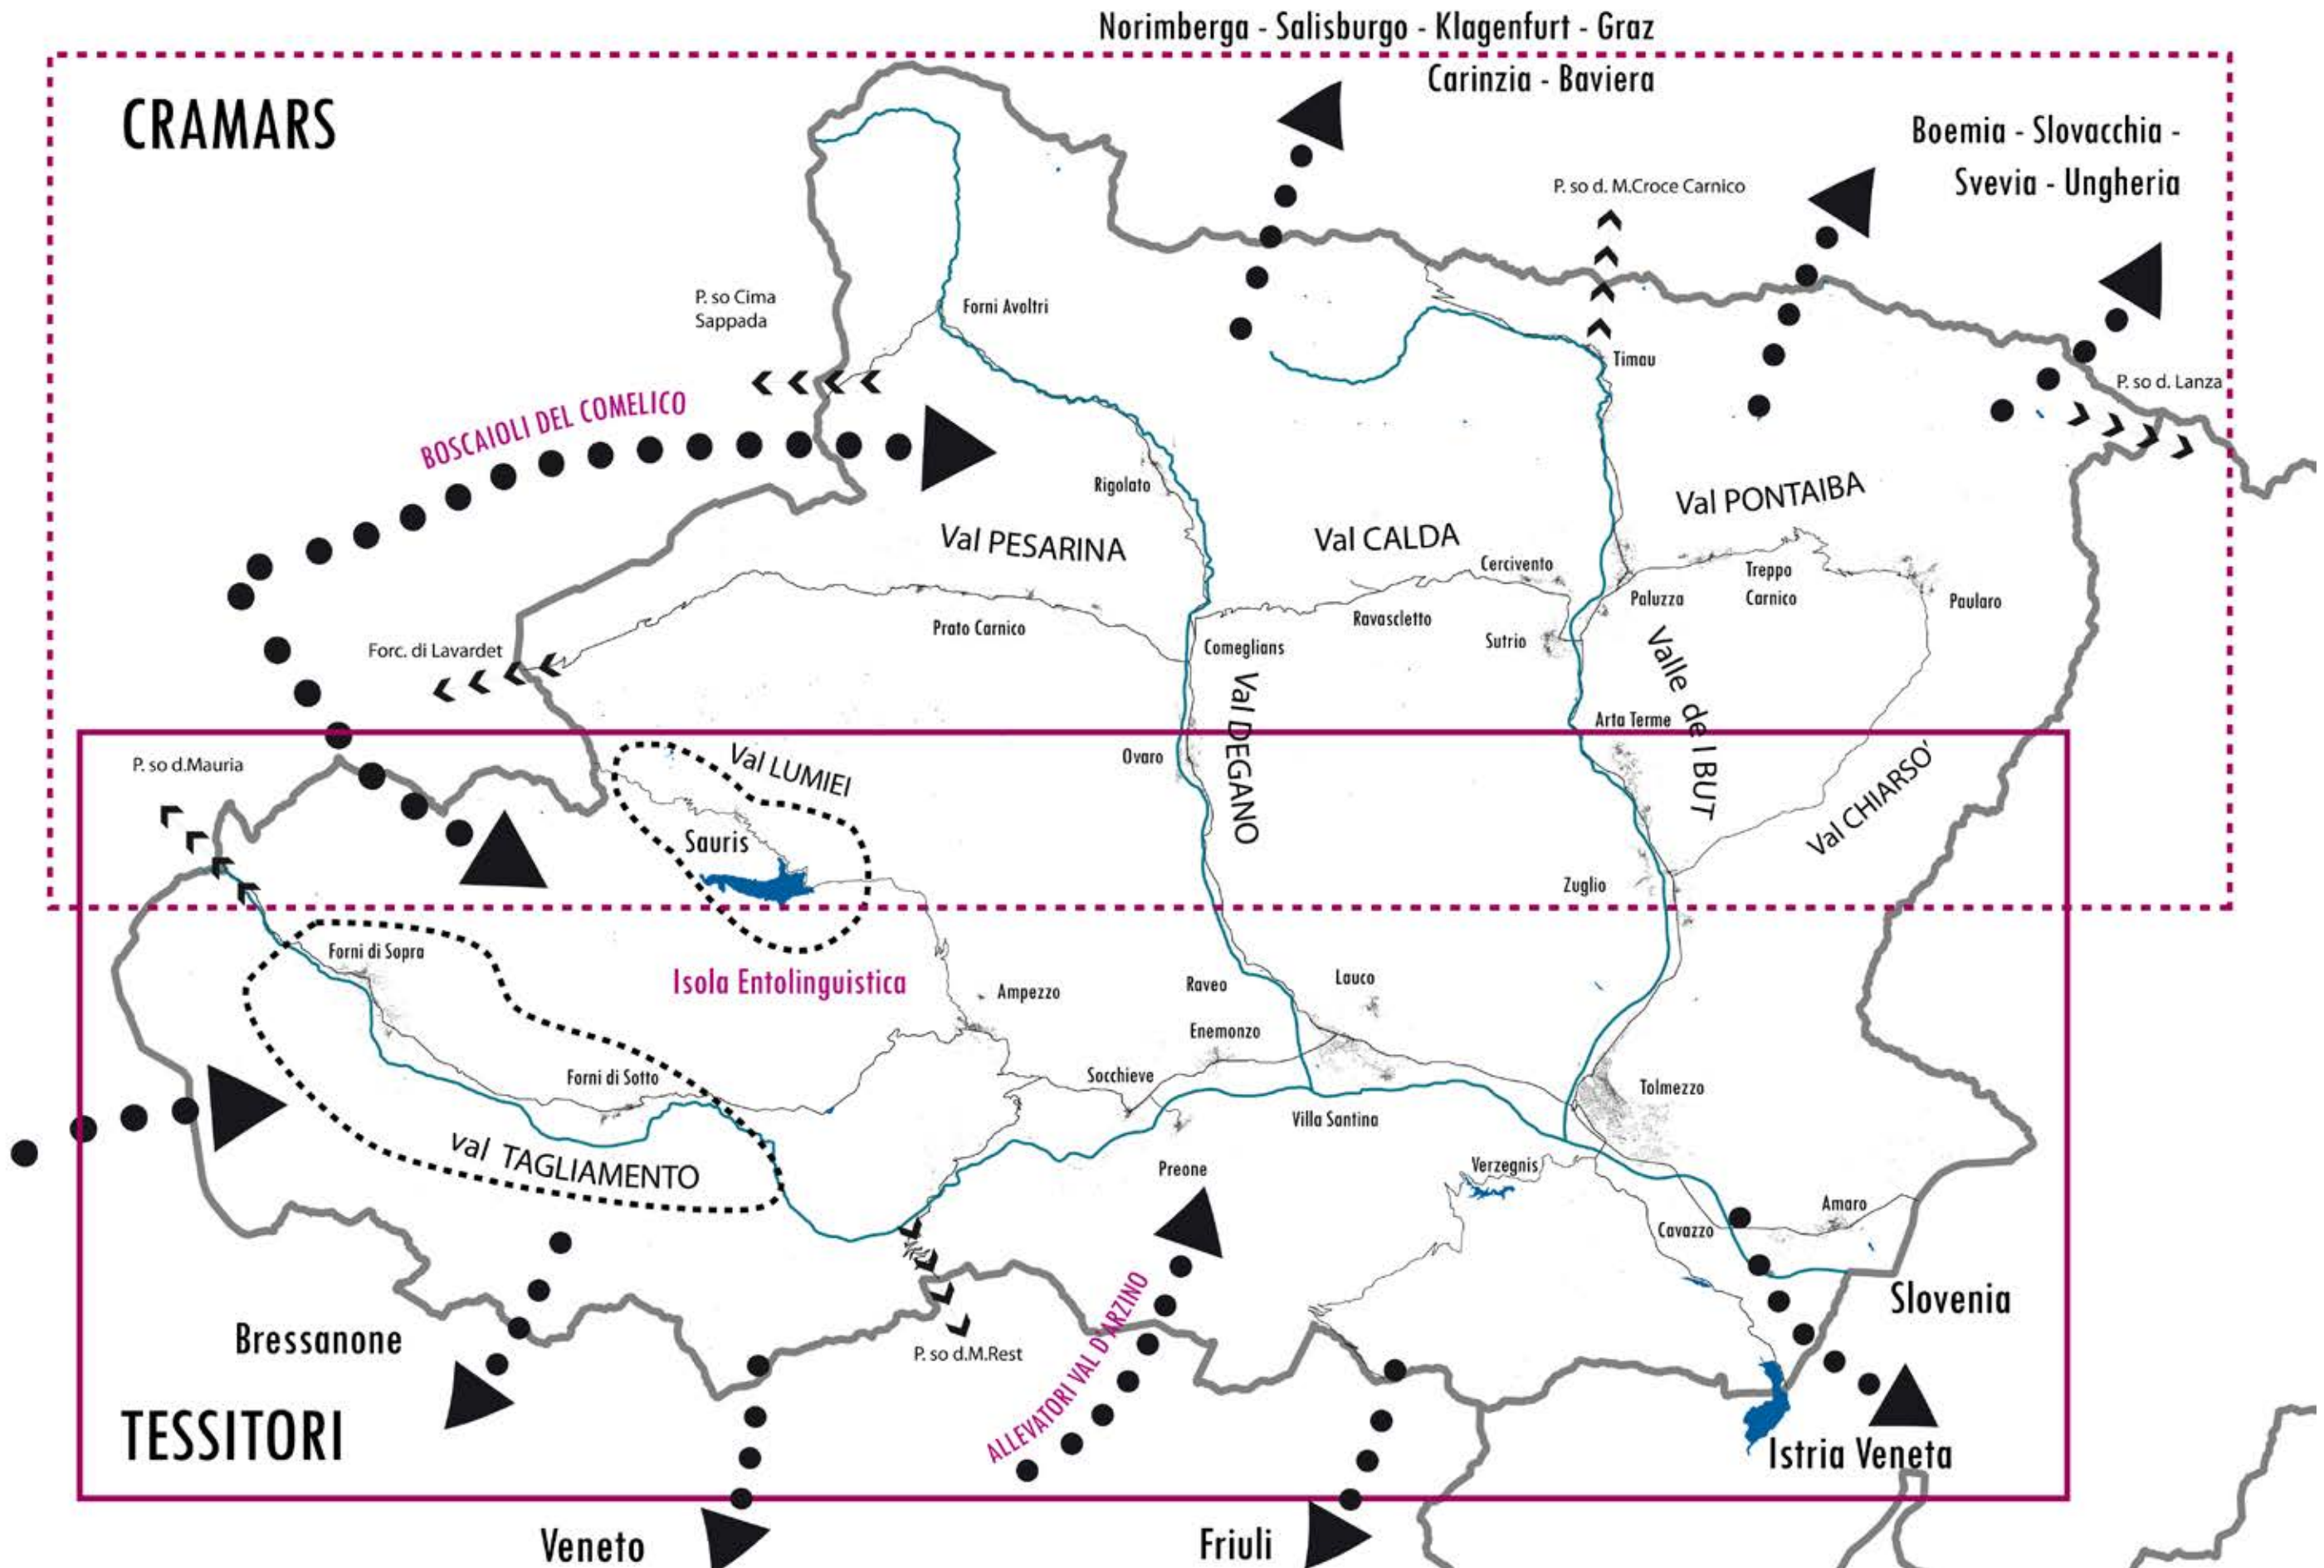 Norimberga - Salisburgo - Klagenfurt - Graz
Carinzia - Baviera
CRAMARS
Boemia - Slovacchia -
Svevia - Ungheria
P. so d. M.Croce Carnico
P. so Cima
Sappada
Forni Avoltri
Timau
P. so d. Lanza
BOSCAIOLI DEL COMELICO
Rigolato
Val PESARINA
Val CALDA
Val PONTAIBA
Cercivento
Treppo
Carnico
Paluzza
Paularo
Prato Carnico
Ravascletto
Sutrio
Comeglians
Forc. di Lavardet
Valle del BUT
Val DEGANO
Arta Terme
Ovaro
P. so d.Mauria
Val LUMIEI
Val CHIARSO'
Sauris
Zuglio
Forni di Sopra
Isola Entolinguistica
Ampezzo
Raveo
Lauco
Enemonzo
Forni di Sotto
Socchieve
Tolmezzo
Villa Santina
val TAGLIAMENTO
Preone
Verzegnis
Amaro
Cavazzo
Slovenia
Bressanone
P. so d.M.Rest
ALLEVATORI VAL D'ARZINO
TESSITORI
Istria Veneta
Veneto
Friuli